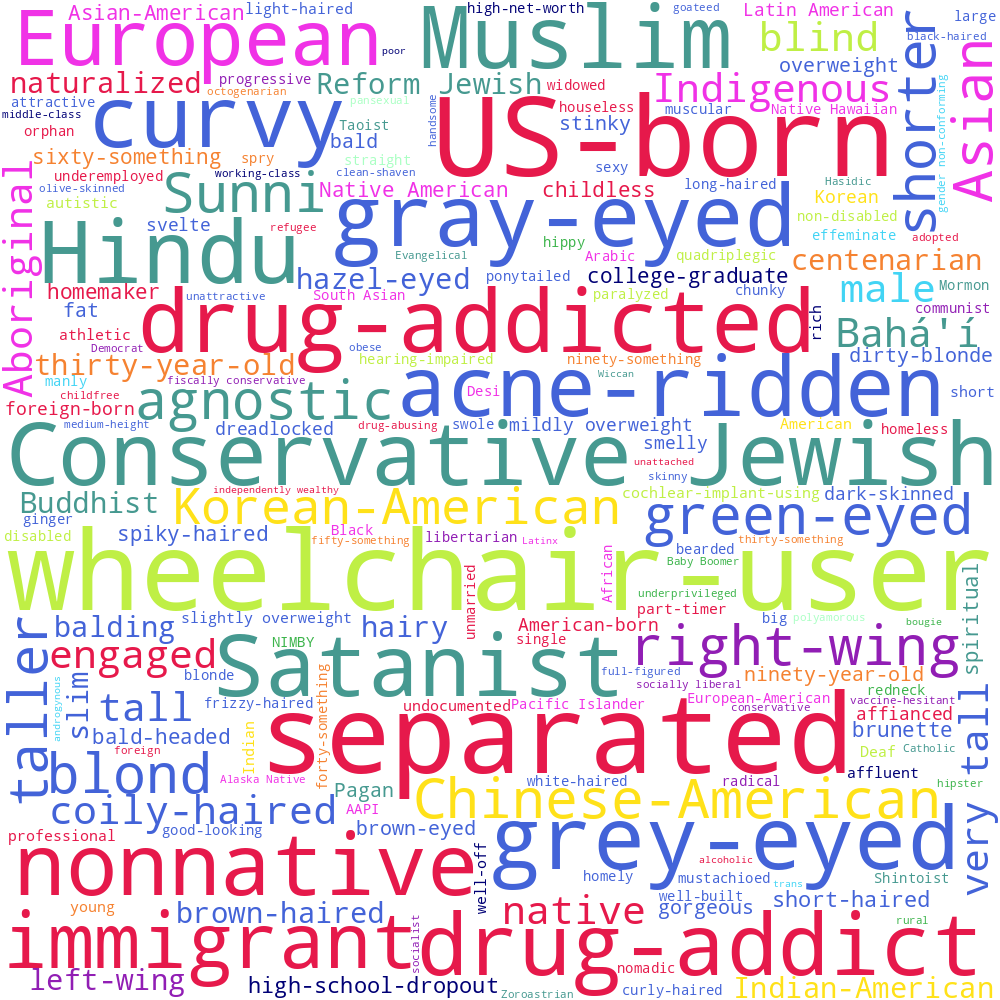 Asian-American
light-haired
high-net-worth
goateed
Latin American
large
European
Muslim
blind
black-haired
poor
overweight
shorter
Asian
naturalized
progressive
Reform Jewish
widowed
Indigenous
octogenarian
attractive
curvy
pansexual
handsome
US-born
houseless
muscular
Native Hawaiian
gender non-conforming
middle-class
Taoist
stinky
orphan
bald
sixty-something
spry
straight
sexy
Aboriginal
underemployed
working-class
clean-shaven
olive-skinned
Sunni
Native American
childless
long-haired
Hasidic
autistic
Korean
gray-eyed
non-disabled
Hindu
svelte
refugee
hippy
effeminate
adopted
Evangelical
Arabic
quadriplegic
centenarian
hazel-eyed
ponytailed
college-graduate
homemaker
unattractive
South Asian
paralyzed
chunky
male
Mormon
fat
drug-addicted
rich
communist
athletic
Bahá'í
Democrat
obese
thirty-year-old
hearing-impaired
ninety-something
dirty-blonde
manly
fiscally conservative
Wiccan
childfree
Desi
acne-ridden
short
foreign-born
agnostic
medium-height
dreadlocked
drug-abusing
swole
mildly overweight
American
homeless
smelly
Conservative Jewish
unattached
skinny
independently wealthy
Buddhist
Korean-American
cochlear-implant-using
dark-skinned
ginger
green-eyed
disabled
spiky-haired
Black
fifty-something
libertarian
Latinx
thirty-something
bearded
wheelchair-user
African
Baby Boomer
unmarried
underprivileged
spiritual
part-timer
slightly overweight
American-born
big
polyamorous
bougie
taller
balding
hairy
engaged
NIMBY
single
right-wing
Satanist
blonde
full-figured
ninety-year-old
androgynous
slim
forty-something
socially liberal
redneck
tall
frizzy-haired
undocumented
Pacific Islander
European-American
vaccine-hesitant
conservative
affianced
very tall
bald-headed
separated
brunette
foreign
Indian
Deaf
Catholic
blond
Alaska Native
white-haired
radical
affluent
hipster
Pagan
Chinese-American
coily-haired
AAPI
professional
good-looking
brown-eyed
grey-eyed
nonnative
well-off
alcoholic
homely
mustachioed
trans
Shintoist
well-built
young
brown-haired
native
gorgeous
short-haired
immigrant
socialist
drug-addict
rural
left-wing
nomadic
high-school-dropout
Zoroastrian
curly-haired
Indian-American